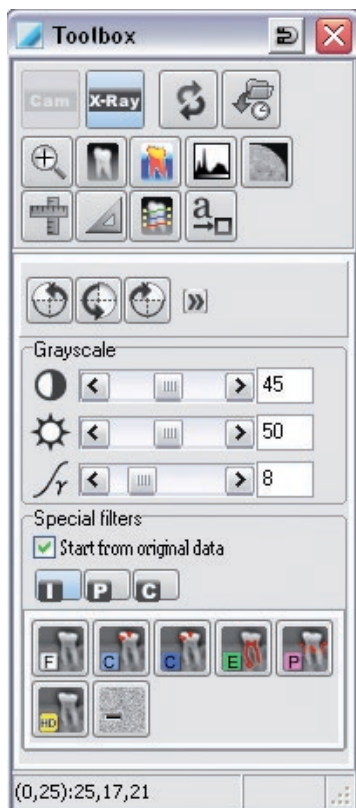 Toolbox
Cam X-Ray
a
Grayscale
45
50
γ 8
Special filters
Start from original data
I P C
F C C E P
HD
(0,25):25,17,21